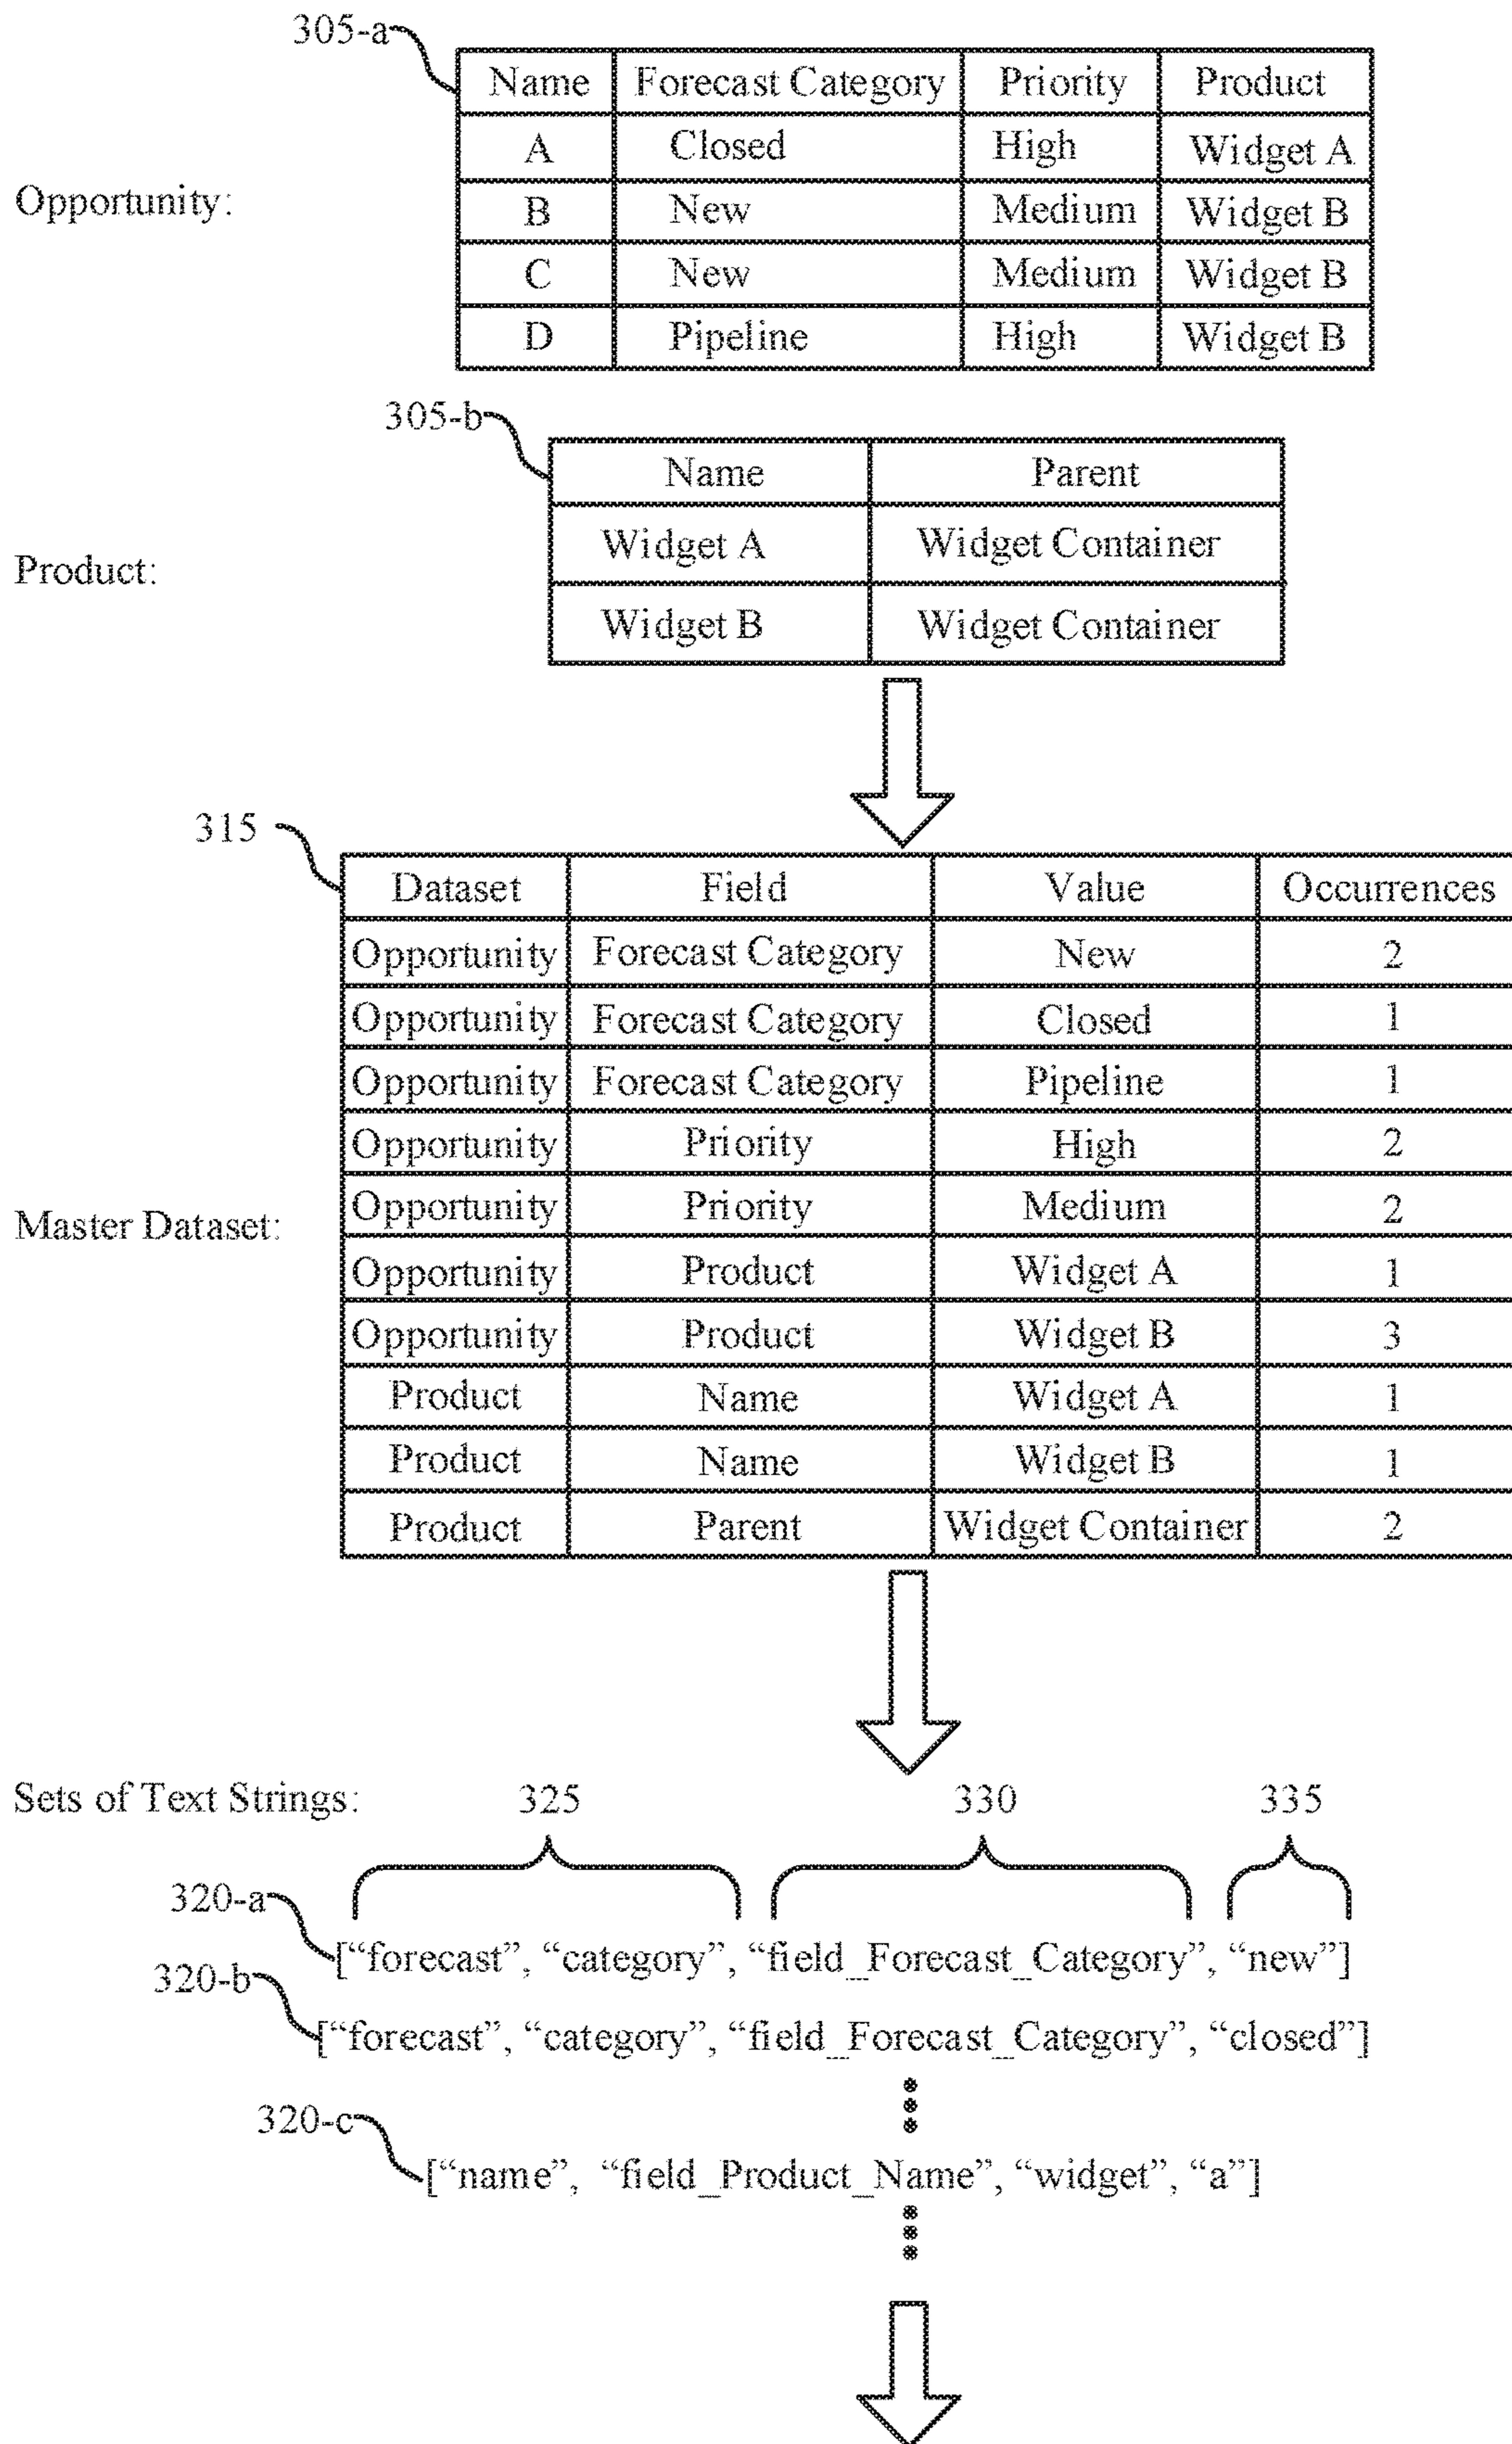 305-a
Name Forecast Category Priority Product
A Closed High Widget A
Opportunity:
B New Medium Widget B
C New Medium Widget B
D Pipeline High Widget B
305-b
Name Parent
Widget A Widget Container
Product:
Widget B Widget Container
315
Dataset Field Value Occurrences
Opportunity Forecast Category New 2
Opportunity Forecast Category Closed 1
Opportunity Forecast Category Pipeline 1
Opportunity Priority High 2
Opportunity Priority Medium 2
Master Dataset:
Opportunity Product Widget A 1
Opportunity Product Widget B 3
Product Name Widget A 1
Product Name Widget B 1
Product Parent Widget Container 2
Sets of Text Strings: 325 330 335
320-a
[“forecast”, “category”, “field_Forecast_Category”, “new”]
320-b
[“forecast”, “category”, “field_Forecast_Category”, “closed”]
320-c
[“name”, “field_Product_Name”, “widget”, “a”]